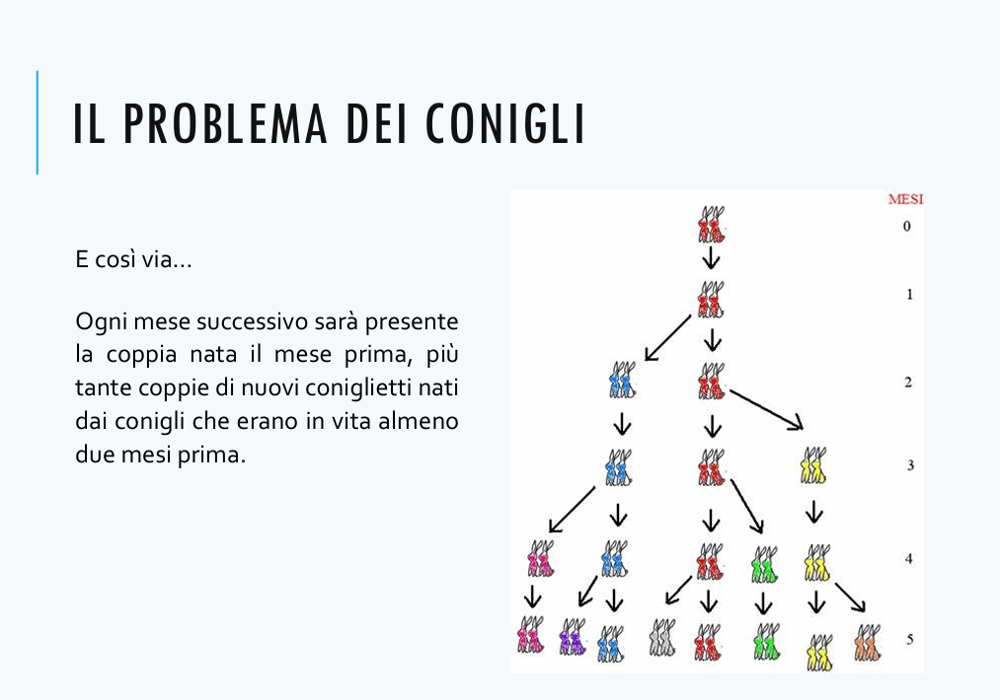 IL PROBLEMA DEI CONIGLI
E così via...
Ogni mese successivo sarà presente
la coppia nata il mese prima, più
tante coppie di nuovi coniglietti nati
dai conigli che erano in vita almeno
due mesi prima.
MESI
0
1
2
3
4
5